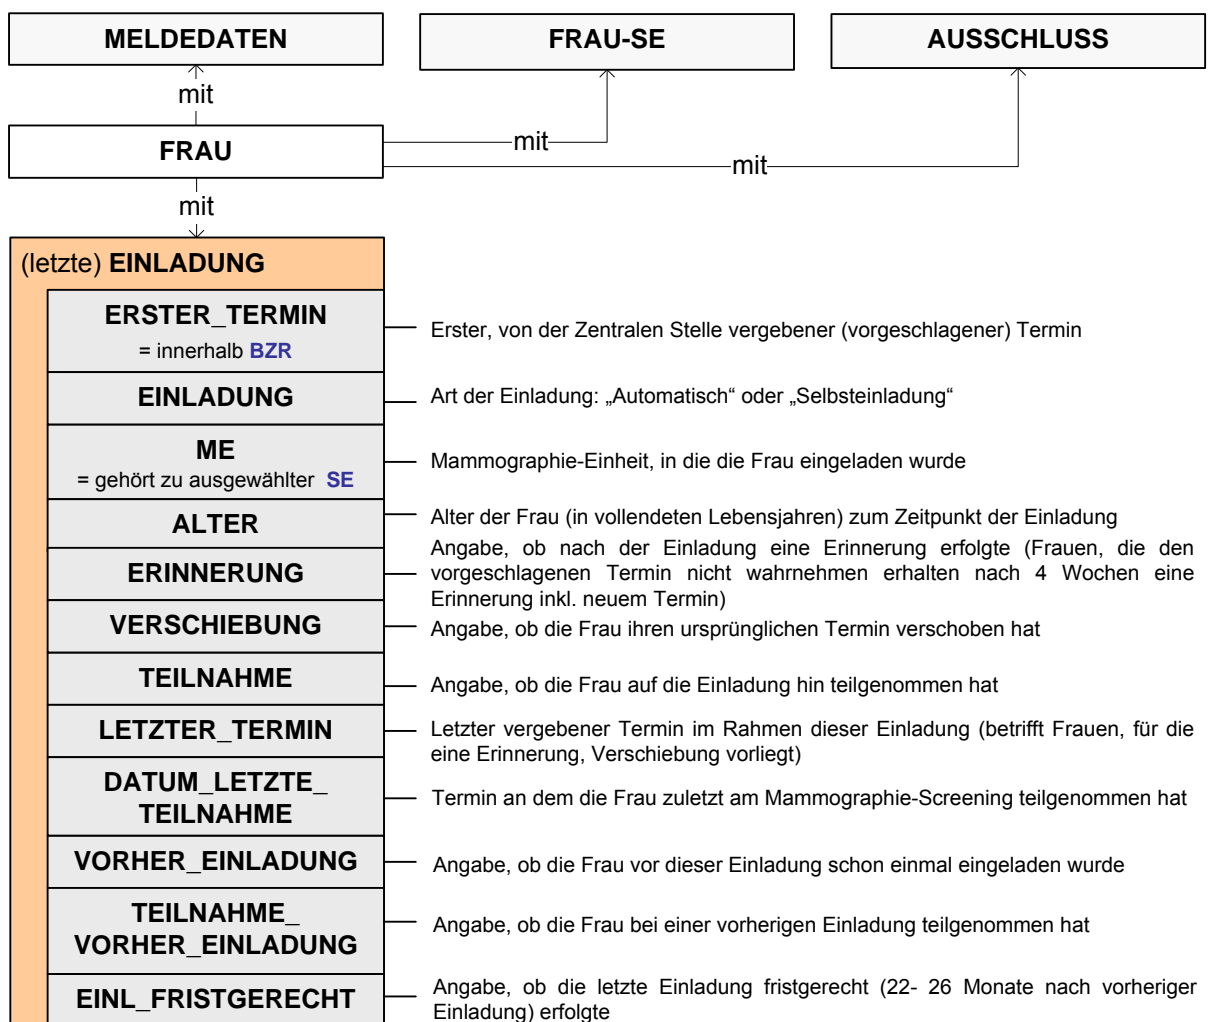 MELDEDATEN
FRAU-SE
AUSSCHLUSS
mit
mit
mit
FRAU
mit
(letzte) EINLADUNG
ERSTER_TERMIN
= innerhalb BZR
Erster, von der Zentralen Stelle vergebener (vorgeschlagener) Termin
EINLADUNG
Art der Einladung: „Automatisch“ oder „Selbsteinladung“
ME
= gehört zu ausgewählter SE
Mammographie-Einheit, in die die Frau eingeladen wurde
ALTER
Alter der Frau (in vollendeten Lebensjahren) zum Zeitpunkt der Einladung
ERINNERUNG
Angabe, ob nach der Einladung eine Erinnerung erfolgte (Frauen, die den
vorgeschlagenen Termin nicht wahrnehmen erhalten nach 4 Wochen eine
Erinnerung inkl. neuem Termin)
VERSCHIEBUNG
Angabe, ob die Frau ihren ursprünglichen Termin verschoben hat
TEILNAHME
Angabe, ob die Frau auf die Einladung hin teilgenommen hat
LETZTER_TERMIN
Letzter vergebener Termin im Rahmen dieser Einladung (betrifft Frauen, für die
eine Erinnerung, Verschiebung vorliegt)
DATUM_LETZTE_
TEILNAHME
Termin an dem die Frau zuletzt am Mammographie-Screening teilgenommen hat
VORHER_EINLADUNG
Angabe, ob die Frau vor dieser Einladung schon einmal eingeladen wurde
TEILNAHME_
VORHER_EINLADUNG
Angabe, ob die Frau bei einer vorherigen Einladung teilgenommen hat
EINL_FRISTGERECHT
Angabe, ob die letzte Einladung fristgerecht (22- 26 Monate nach vorheriger
Einladung) erfolgte